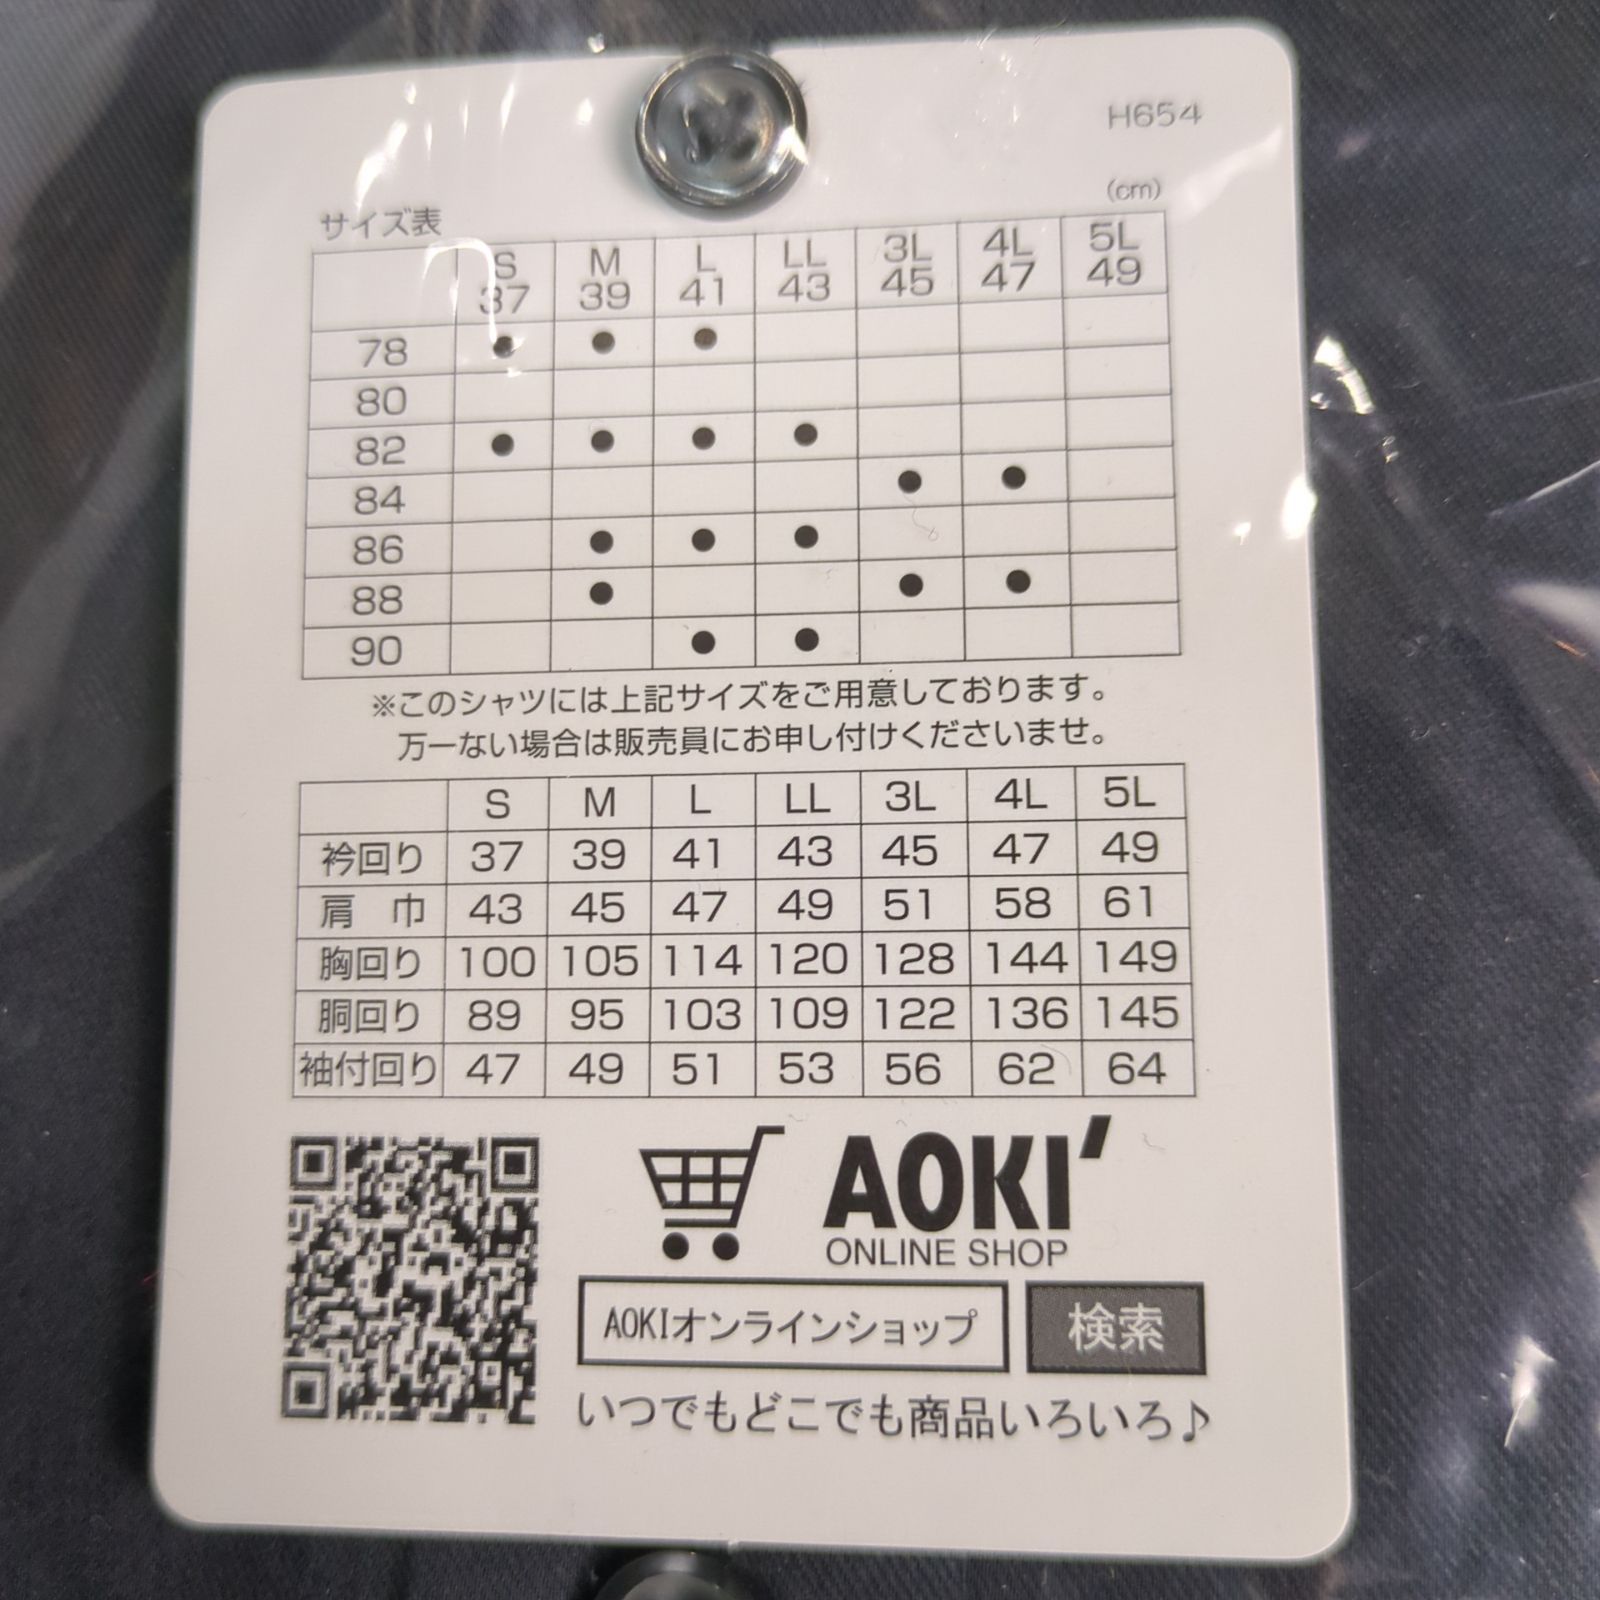 H654
サイズ表
(cm)
S M L LL 3L 4L 5L
37 39 41 43 45 47 49
78 ● ● ●
80
82 ● ● ● ●
84 ● ●
86 ● ● ●
88 ● ● ●
90 ● ●
※このシャツには上記サイズをご用意しております。
万一ない場合は販売員にお申し付けくださいませ。
S M L LL 3L 4L 5L
衿回り 37 39 41 43 45 47 49
肩 巾 43 45 47 49 51 58 61
胸回り 100 105 114 120 128 144 149
胴回り 89 95 103 109 122 136 145
袖付回り 47 49 51 53 56 62 64
AOKI'
ONLINE SHOP
AOKIオンラインショップ 検索
いつでもどこでも商品いろいろ♪